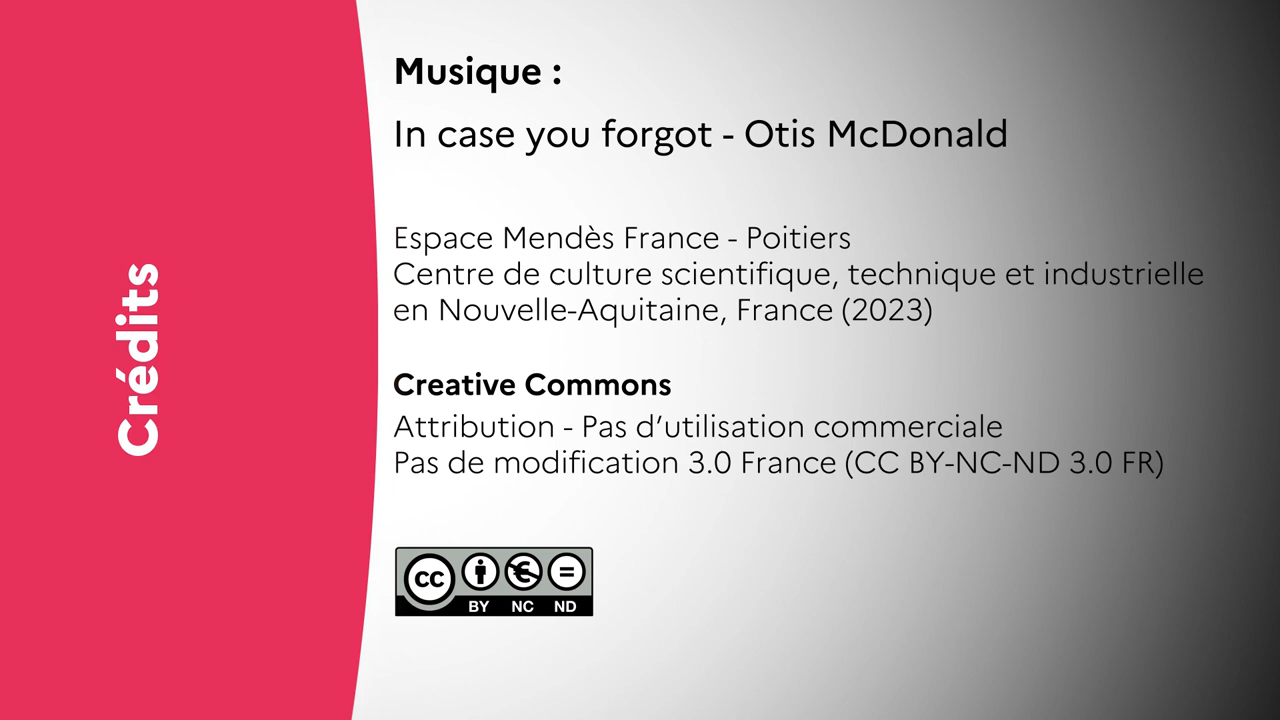 Crédits
Musique :
In case you forgot - Otis McDonald
Espace Mendès France - Poitiers
Centre de culture scientifique, technique et industrielle
en Nouvelle-Aquitaine, France (2023)
Creative Commons
Attribution - Pas d’utilisation commerciale
Pas de modification 3.0 France (CC BY-NC-ND 3.0 FR)
CC
BY NC ND